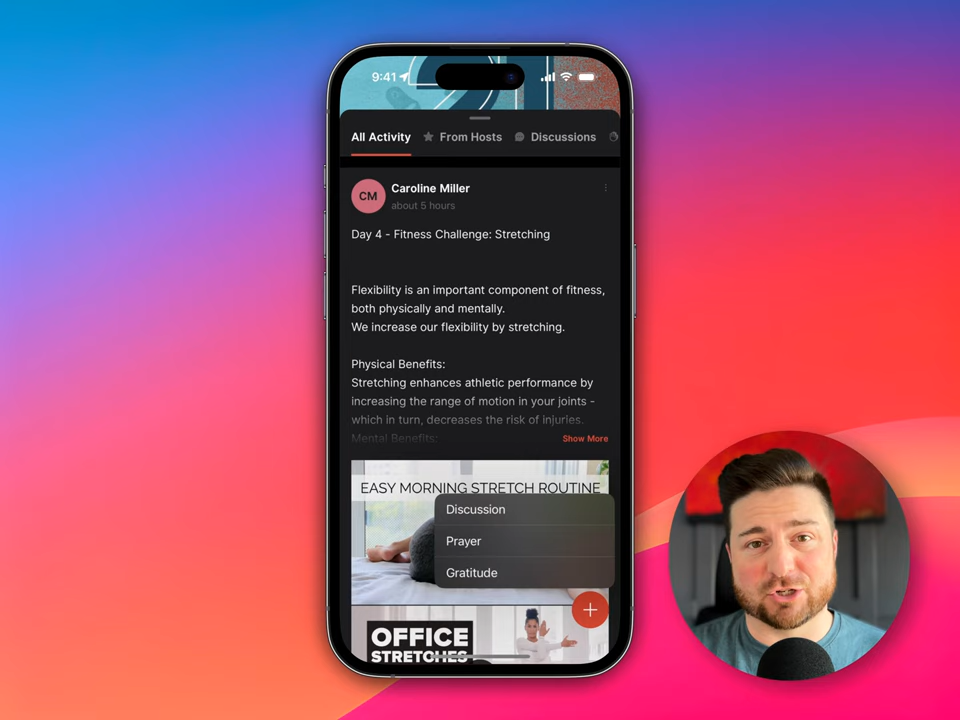 9:41
All Activity From Hosts Discussions
CM
Caroline Miller
about 5 hours
Day 4 - Fitness Challenge: Stretching
Flexibility is an important component of fitness,
both physically and mentally.
We increase our flexibility by stretching.
Physical Benefits:
Stretching enhances athletic performance by
increasing the range of motion in your joints -
which in turn, decreases the risk of injuries.
Mental Benefits:
Show More
EASY MORNING STRETCH ROUTINE
Discussion
Prayer
Gratitude
OFFICE
STRETCHES